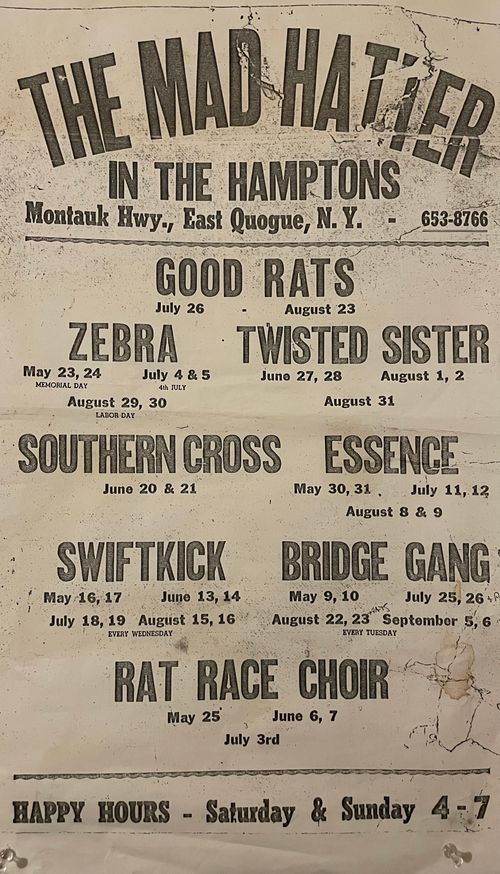 THE MAD HATTER
IN THE HAMPTONS
Montauk Hwy., East Quogue, N. Y. - 653-8766
GOOD RATS
July 26 - August 23
ZEBRA
May 23, 24 July 4 & 5
MEMORIAL DAY 4th JULY
August 29, 30
LABOR DAY
TWISTED SISTER
June 27, 28 August 1, 2
August 31
SOUTHERN CROSS
June 20 & 21
ESSENCE
May 30, 31 July 11, 12
August 8 & 9
SWIFTKICK
May 16, 17 June 13, 14
July 18, 19 August 15, 16
EVERY WEDNESDAY
BRIDGE GANG
May 9, 10 July 25, 26
August 22, 23 September 5, 6
EVERY TUESDAY
RAT RACE CHOIR
May 25 June 6, 7
July 3rd
HAPPY HOURS - Saturday & Sunday 4-7